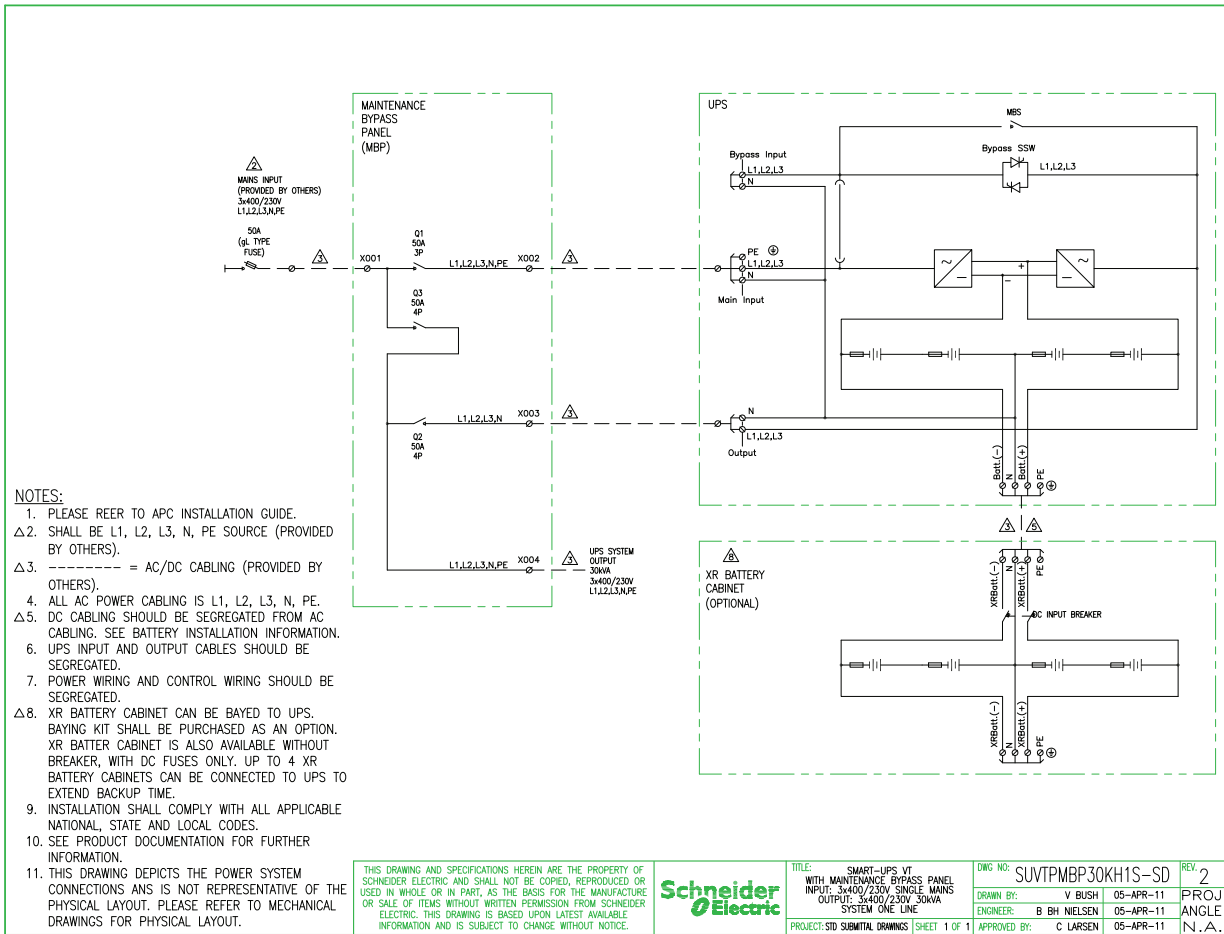 MAINTENANCE
BYPASS
PANEL
(MBP)
UPS
MBS
Bypass SSW
L1,L2,L3
Bypass Input
L1,L2,L3
N
2
MAINS INPUT
(PROVIDED BY OTHERS)
3x400/230V
L1,L2,L3,N,PE
50A
(gL TYPE
FUSE)
3
X001
Q1
50A
3P
L1,L2,L3,N,PE
X002
3
PE
L1,L2,L3
N
Main Input
~
−
+
−
~
−
Q3
50A
4P
L1,L2,L3,N
X003
3
Q2
50A
4P
N
L1,L2,L3
Output
Batt.(-)
N
Batt.(+)
PE
3
5
L1,L2,L3,N,PE
X004
3
UPS SYSTEM
OUTPUT
30kVA
3x400/230V
L1,L2,L3,N,PE
8
XR BATTERY
CABINET
(OPTIONAL)
XRBatt.(-)
N
XRBatt.(+)
PE
DC INPUT BREAKER
XRBatt.(-)
N
XRBatt.(+)
PE
NOTES:
1. PLEASE REER TO APC INSTALLATION GUIDE.
△2. SHALL BE L1, L2, L3, N, PE SOURCE (PROVIDED
BY OTHERS).
△3. -------- = AC/DC CABLING (PROVIDED BY
OTHERS).
4. ALL AC POWER CABLING IS L1, L2, L3, N, PE.
△5. DC CABLING SHOULD BE SEGREGATED FROM AC
CABLING. SEE BATTERY INSTALLATION INFORMATION.
6. UPS INPUT AND OUTPUT CABLES SHOULD BE
SEGREGATED.
7. POWER WIRING AND CONTROL WIRING SHOULD BE
SEGREGATED.
△8. XR BATTERY CABINET CAN BE BAYED TO UPS.
BAYING KIT SHALL BE PURCHASED AS AN OPTION.
XR BATTER CABINET IS ALSO AVAILABLE WITHOUT
BREAKER, WITH DC FUSES ONLY. UP TO 4 XR
BATTERY CABINETS CAN BE CONNECTED TO UPS TO
EXTEND BACKUP TIME.
9. INSTALLATION SHALL COMPLY WITH ALL APPLICABLE
NATIONAL, STATE AND LOCAL CODES.
10. SEE PRODUCT DOCUMENTATION FOR FURTHER
INFORMATION.
11. THIS DRAWING DEPICTS THE POWER SYSTEM
CONNECTIONS ANS IS NOT REPRESENTATIVE OF THE
PHYSICAL LAYOUT. PLEASE REFER TO MECHANICAL
DRAWINGS FOR PHYSICAL LAYOUT.
THIS DRAWING AND SPECIFICATIONS HEREIN ARE THE PROPERTY OF
SCHNEIDER ELECTRIC AND SHALL NOT BE COPIED, REPRODUCED OR
USED IN WHOLE OR IN PART, AS THE BASIS FOR THE MANUFACTURE
OR SALE OF ITEMS WITHOUT WRITTEN PERMISSION FROM SCHNEIDER
ELECTRIC. THIS DRAWING IS BASED UPON LATEST AVAILABLE
INFORMATION AND IS SUBJECT TO CHANGE WITHOUT NOTICE.
Schneider
Electric
TITLE: SMART-UPS VT
WITH MAINTENANCE BYPASS PANEL
INPUT: 3x400/230V SINGLE MAINS
OUTPUT: 3x400/230V 30kVA
SYSTEM ONE LINE
PROJECT: STD SUBMITTAL DRAWINGS SHEET 1 OF 1
DWG NO: SUVTPMBP30KH1S-SD
REV. 2
DRAWN BY: V BUSH 05-APR-11
ENGINEER: B BH NIELSEN 05-APR-11
APPROVED BY: C LARSEN 05-APR-11
PROJ
ANGLE
N.A.